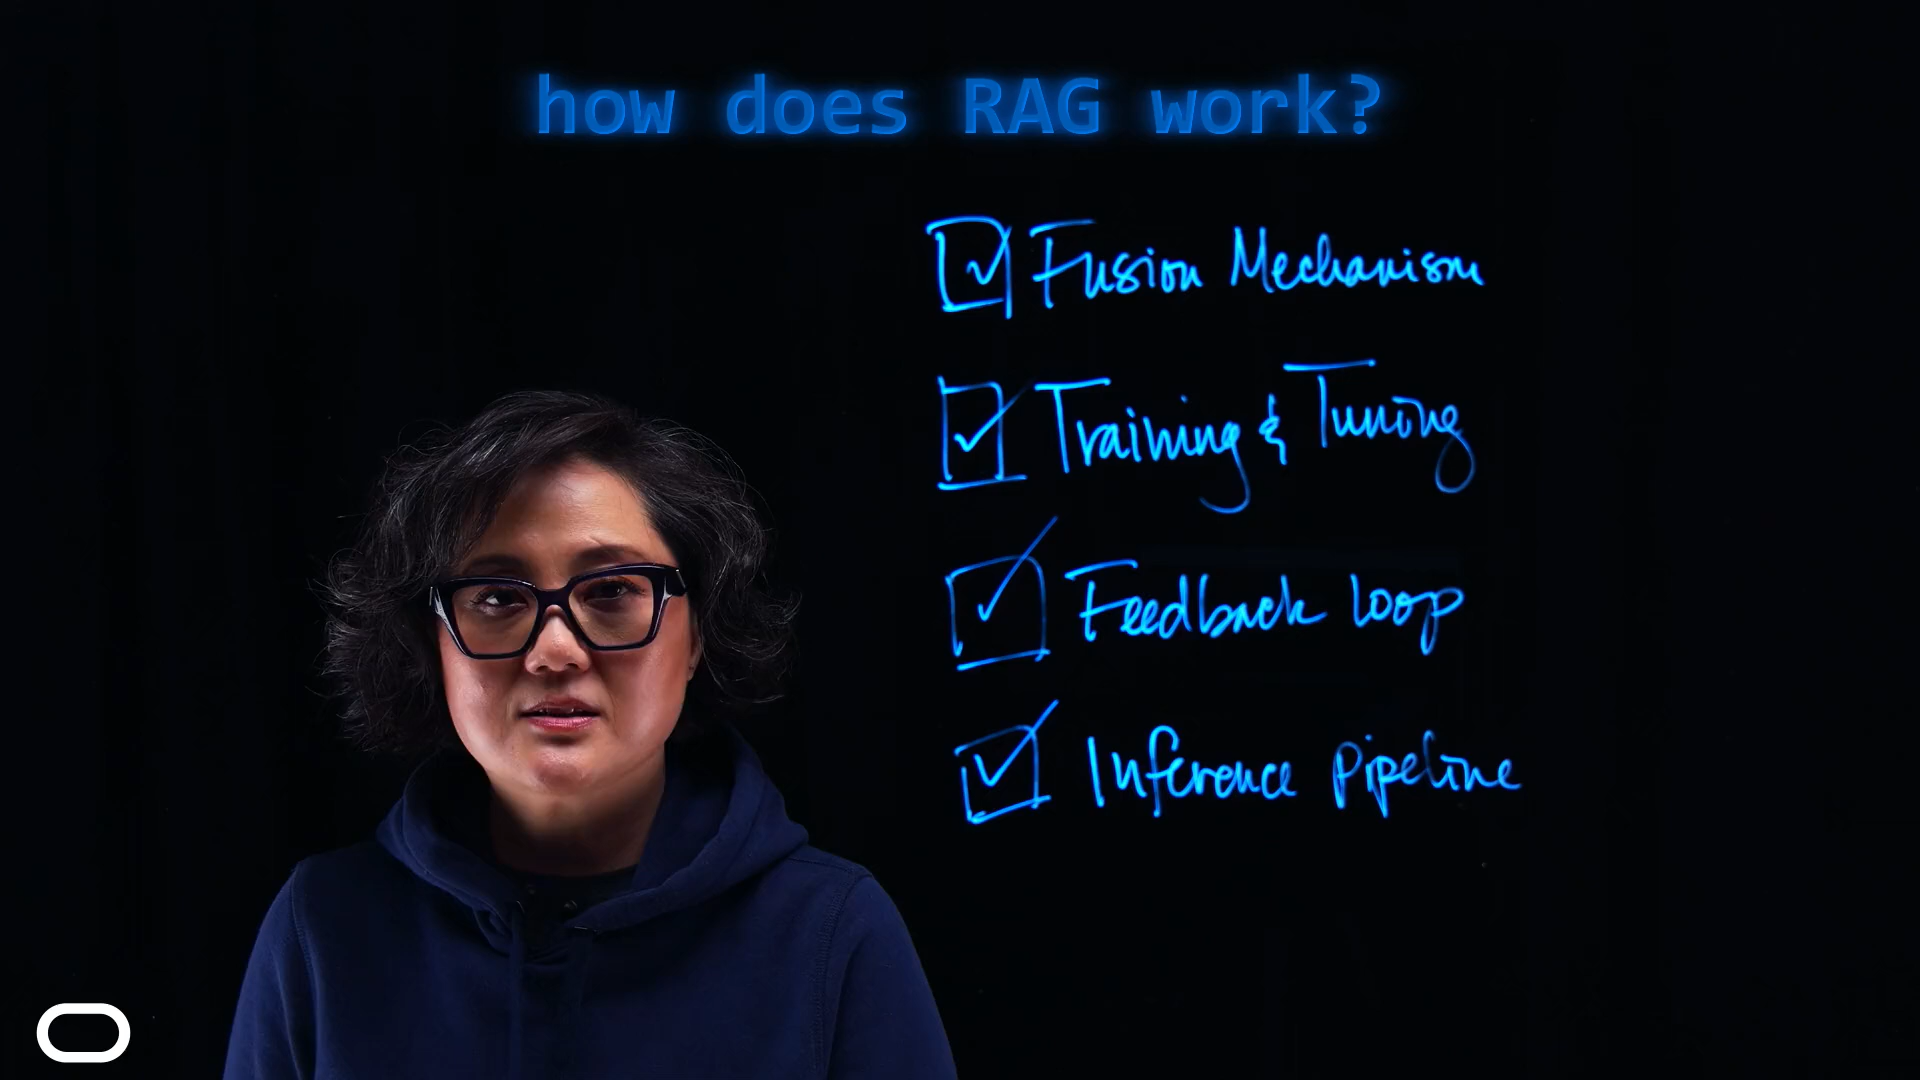 how does RAG work?
Fusion Mechanism
Training & Tuning
Feedback loop
Inference pipeline